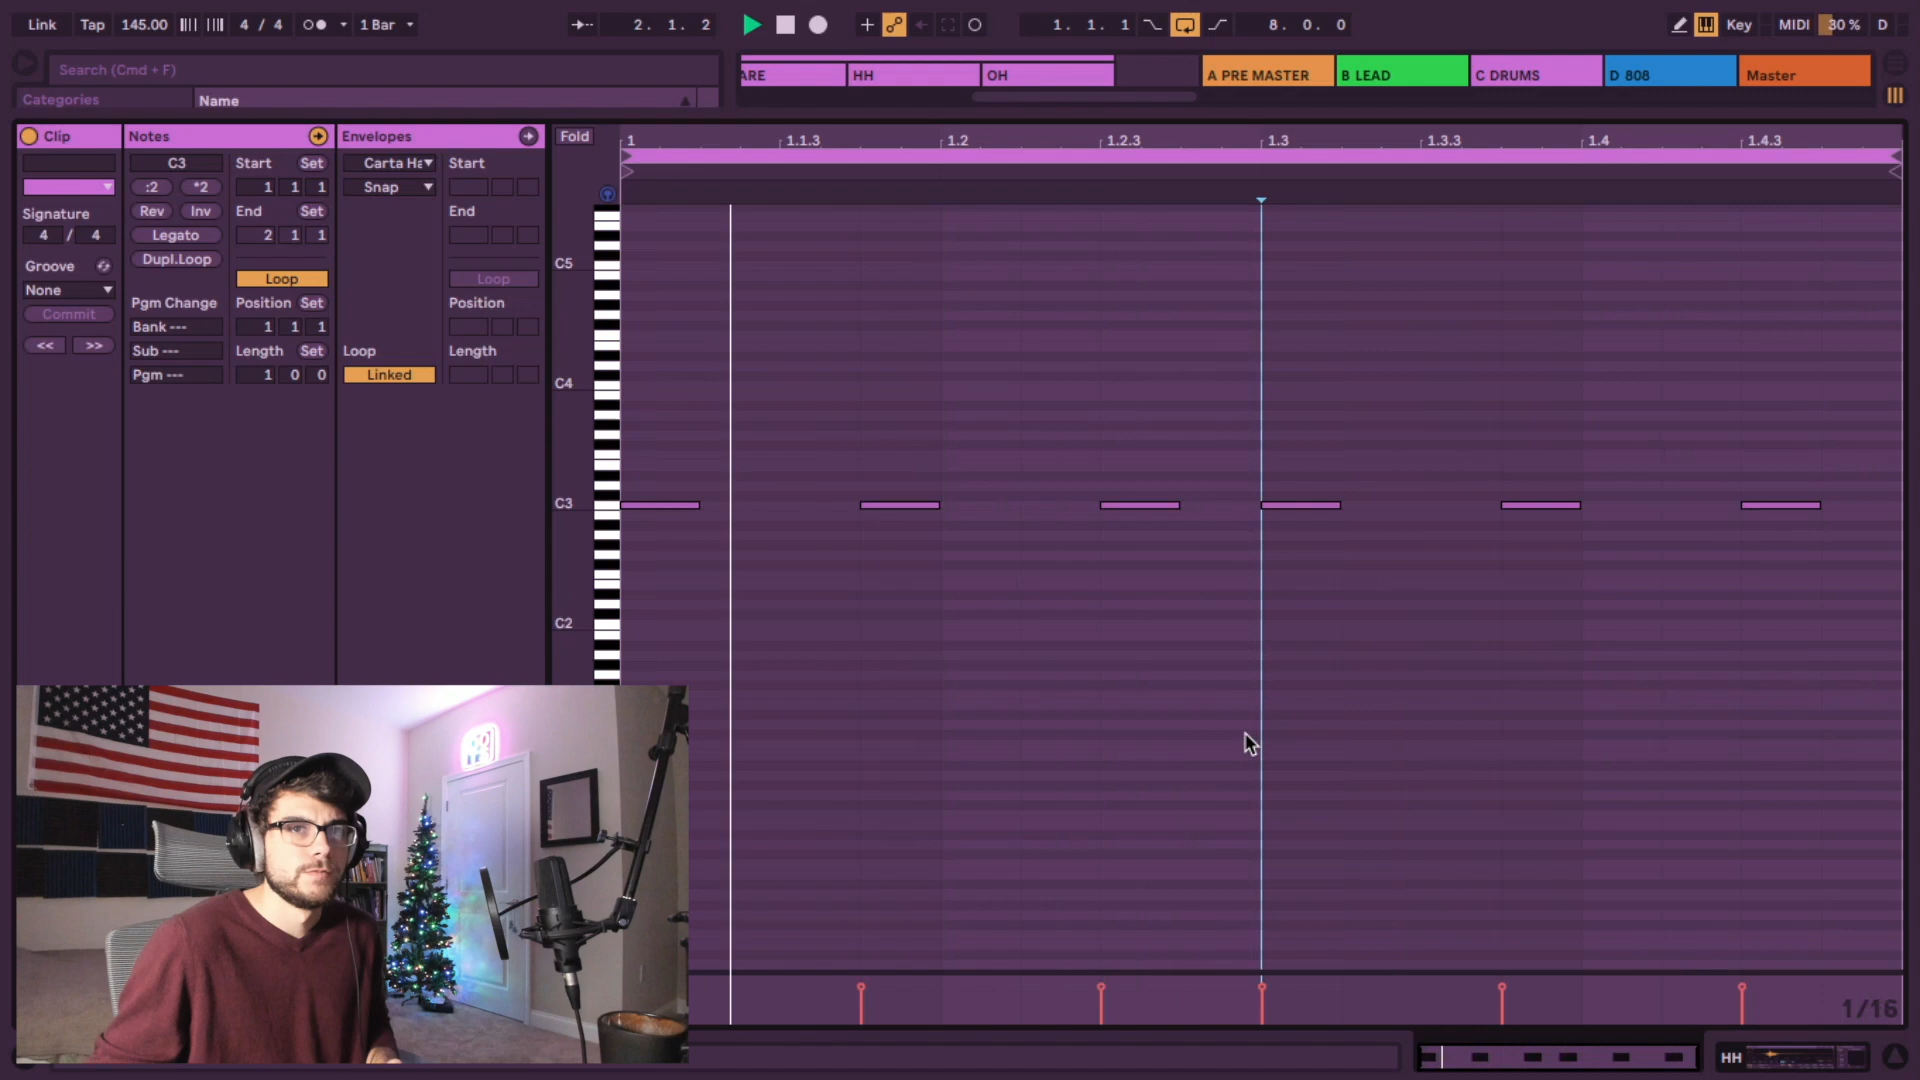 Link Tap 145.00 4 / 4 1 Bar 2. 1. 2 1. 1. 1 8. 0. 0 Key MIDI 30 % D
Search (Cmd + F)
ARE HH OH A PRE MASTER B LEAD C DRUMS D 808 Master
Categories Name
Clip Notes Envelopes Fold 1 1.1.3 1.2 1.2.3 1.3 1.3.3 1.4 1.4.3
C3 Start Set Carta He Start
:2 *2 1 1 1 Snap
Signature Rev Inv End Set End
4 / 4 Legato 2 1 1
Groove Dupl.Loop C5
None Loop Loop
Commit Pgm Change Position Set Position
Bank --- 1 1 1
<< >> Sub --- Length Set Loop Length
Pgm --- 1 0 0 Linked C4
C3
C2
1/16
HH